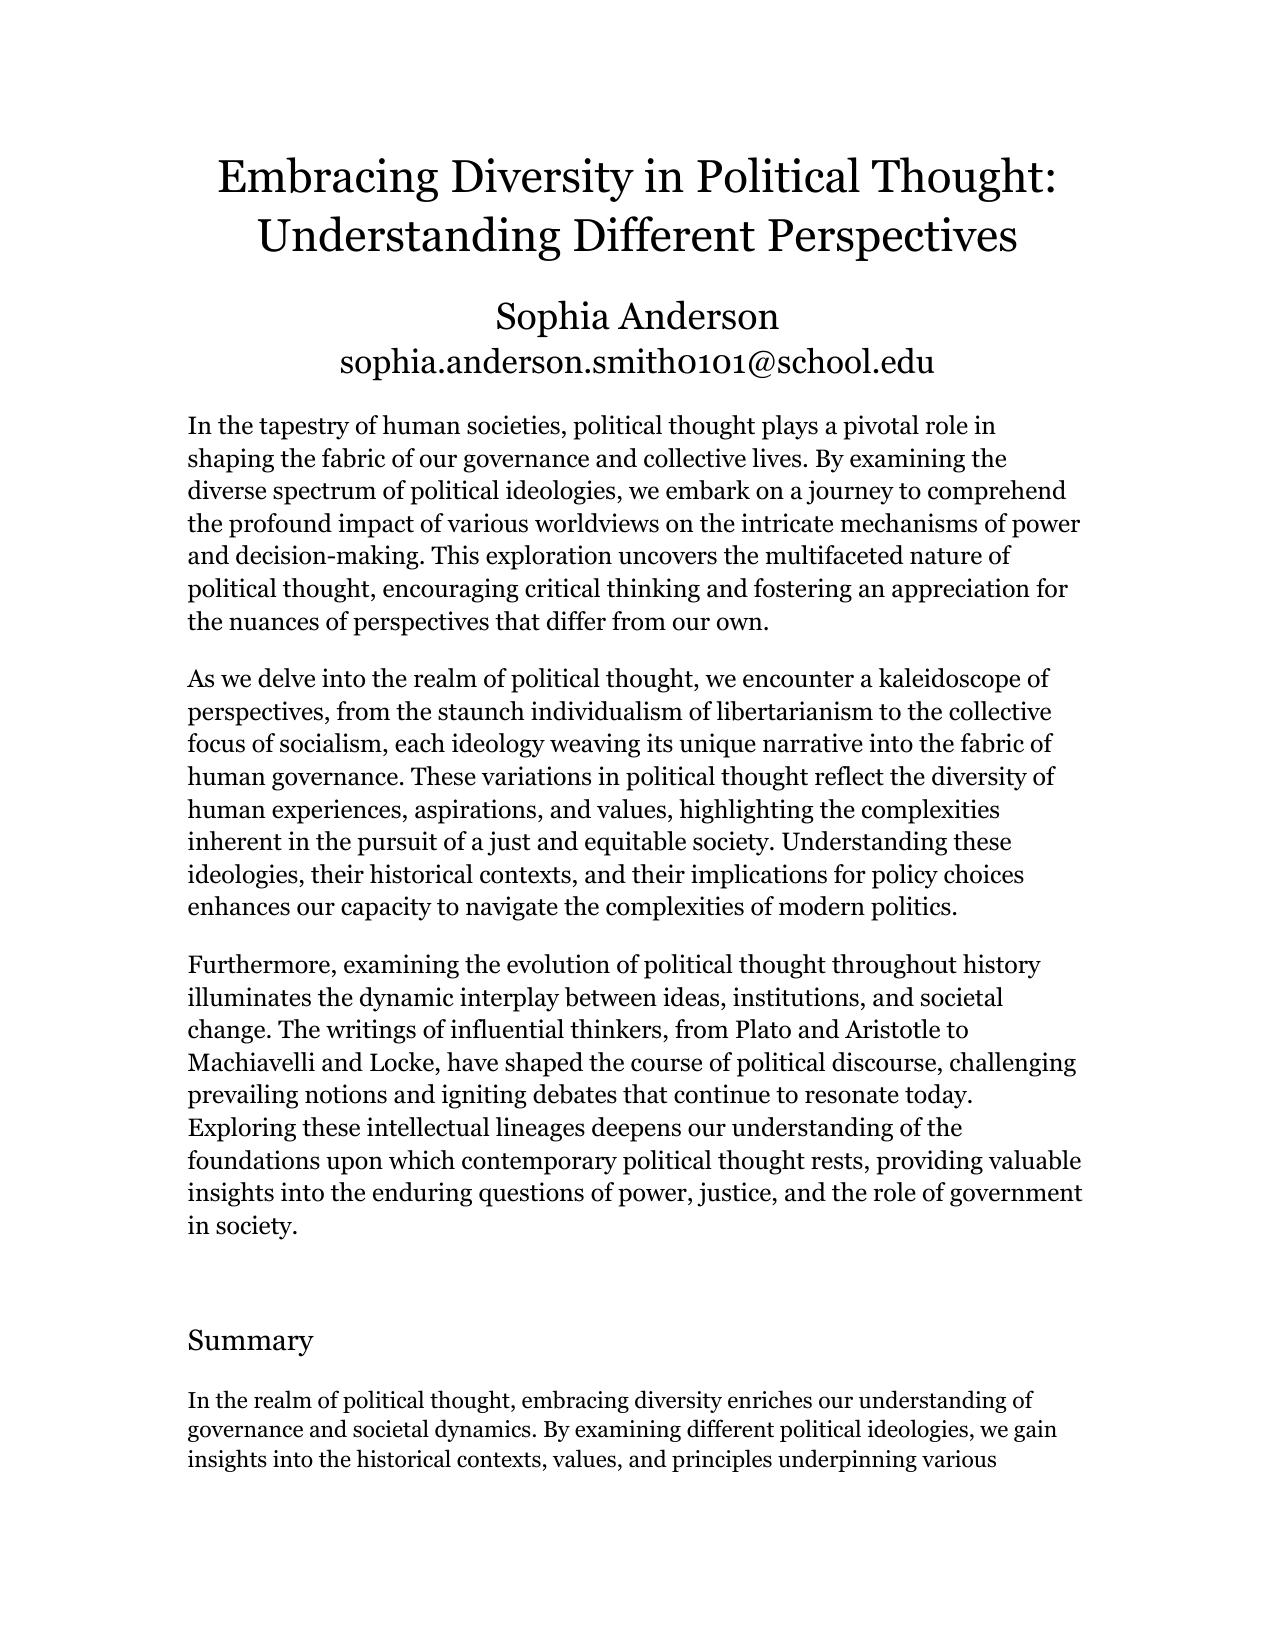 Embracing Diversity in Political Thought:
Understanding Different Perspectives
Sophia Anderson
sophia.anderson.smith0101@school.edu
In the tapestry of human societies, political thought plays a pivotal role in
shaping the fabric of our governance and collective lives. By examining the
diverse spectrum of political ideologies, we embark on a journey to comprehend
the profound impact of various worldviews on the intricate mechanisms of power
and decision-making. This exploration uncovers the multifaceted nature of
political thought, encouraging critical thinking and fostering an appreciation for
the nuances of perspectives that differ from our own.
As we delve into the realm of political thought, we encounter a kaleidoscope of
perspectives, from the staunch individualism of libertarianism to the collective
focus of socialism, each ideology weaving its unique narrative into the fabric of
human governance. These variations in political thought reflect the diversity of
human experiences, aspirations, and values, highlighting the complexities
inherent in the pursuit of a just and equitable society. Understanding these
ideologies, their historical contexts, and their implications for policy choices
enhances our capacity to navigate the complexities of modern politics.
Furthermore, examining the evolution of political thought throughout history
illuminates the dynamic interplay between ideas, institutions, and societal
change. The writings of influential thinkers, from Plato and Aristotle to
Machiavelli and Locke, have shaped the course of political discourse, challenging
prevailing notions and igniting debates that continue to resonate today.
Exploring these intellectual lineages deepens our understanding of the
foundations upon which contemporary political thought rests, providing valuable
insights into the enduring questions of power, justice, and the role of government
in society.
Summary
In the realm of political thought, embracing diversity enriches our understanding of
governance and societal dynamics. By examining different political ideologies, we gain
insights into the historical contexts, values, and principles underpinning various